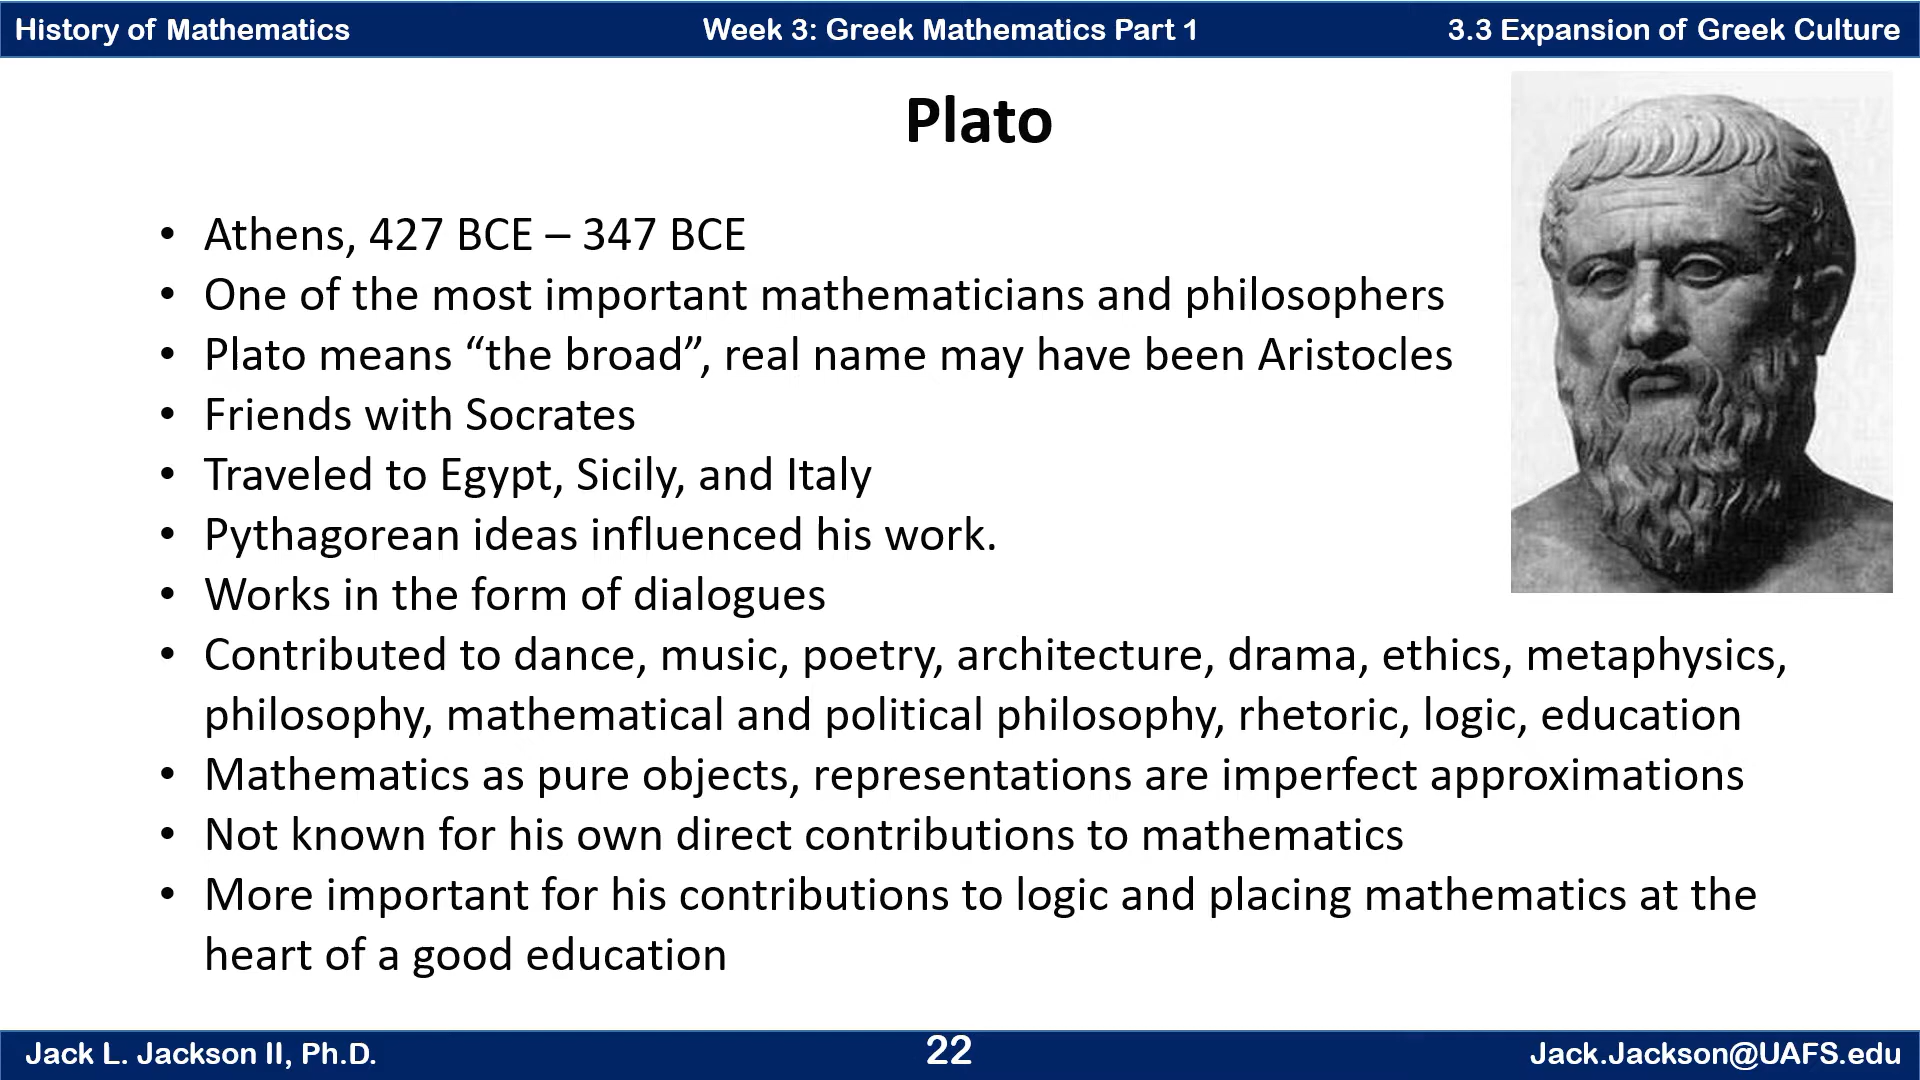 History of Mathematics
Week 3: Greek Mathematics Part 1
3.3 Expansion of Greek Culture
Plato
• Athens, 427 BCE – 347 BCE
• One of the most important mathematicians and philosophers
• Plato means “the broad”, real name may have been Aristocles
• Friends with Socrates
• Traveled to Egypt, Sicily, and Italy
• Pythagorean ideas influenced his work.
• Works in the form of dialogues
• Contributed to dance, music, poetry, architecture, drama, ethics, metaphysics,
philosophy, mathematical and political philosophy, rhetoric, logic, education
• Mathematics as pure objects, representations are imperfect approximations
• Not known for his own direct contributions to mathematics
• More important for his contributions to logic and placing mathematics at the
heart of a good education
Jack L. Jackson II, Ph.D.
22
Jack.Jackson@UAFS.edu